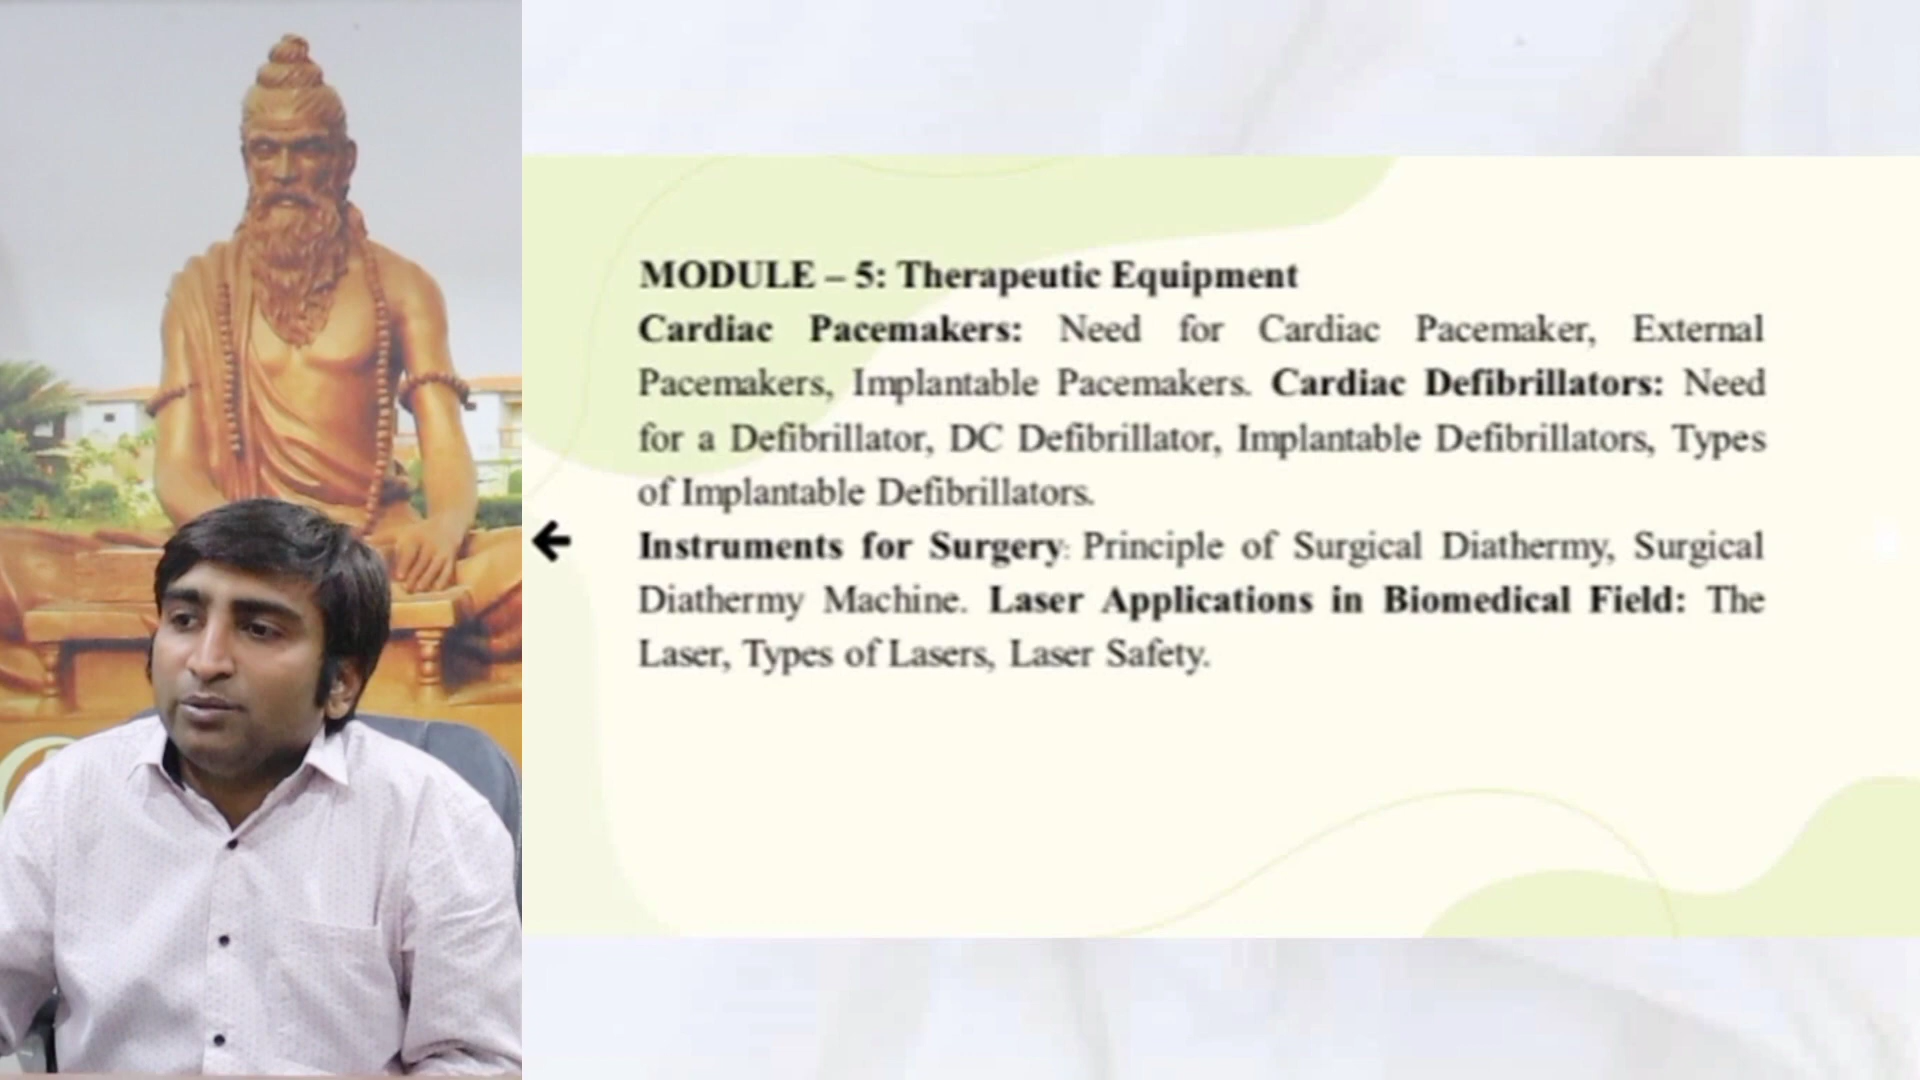 MODULE – 5: Therapeutic Equipment
Cardiac Pacemakers: Need for Cardiac Pacemaker, External
Pacemakers, Implantable Pacemakers. Cardiac Defibrillators: Need
for a Defibrillator, DC Defibrillator, Implantable Defibrillators, Types
of Implantable Defibrillators.
Instruments for Surgery: Principle of Surgical Diathermy, Surgical
Diathermy Machine. Laser Applications in Biomedical Field: The
Laser, Types of Lasers, Laser Safety.